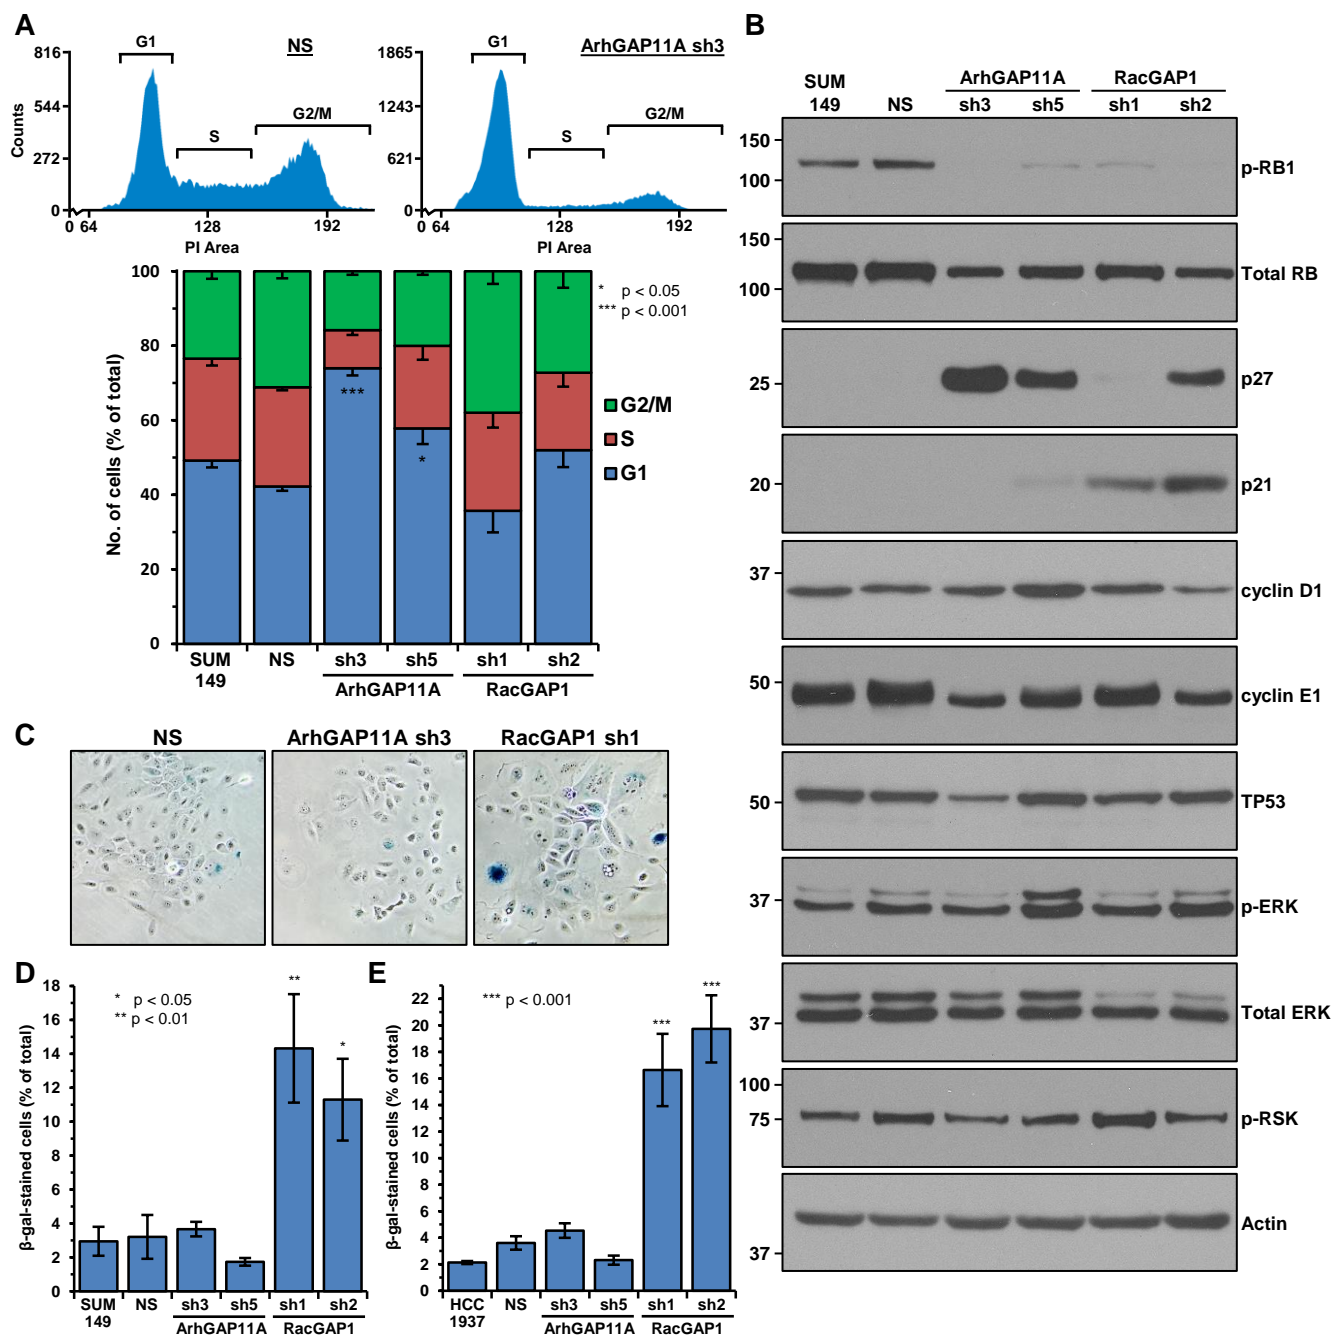 A
NS
G1
S
G2/M
Counts
816
544
272
0
0 64
128
192
PI Area
ArhGAP11A sh3
G1
S
G2/M
1865
1243
621
0
0 64
128
192
PI Area
No. of cells (% of total)
100
80
60
40
20
0
* p < 0.05
*** p < 0.001
***
*
G2/M
S
G1
SUM
149
NS
sh3
sh5
sh1
sh2
ArhGAP11A
RacGAP1
B
SUM
149
NS
ArhGAP11A
RacGAP1
sh3
sh5
sh1
sh2
150
100
p-RB1
150
100
Total RB
25
p27
20
p21
37
cyclin D1
50
cyclin E1
50
TP53
37
p-ERK
37
Total ERK
100
75
p-RSK
37
Actin
C
NS
ArhGAP11A sh3
RacGAP1 sh1
D
β-gal-stained cells (% of total)
18
16
14
12
10
8
6
4
2
0
* p < 0.05
** p < 0.01
**
*
SUM
149
NS
sh3
sh5
sh1
sh2
ArhGAP11A
RacGAP1
E
β-gal-stained cells (% of total)
22
20
18
16
14
12
10
8
6
4
2
0
*** p < 0.001
***
***
HCC
1937
NS
sh3
sh5
sh1
sh2
ArhGAP11A
RacGAP1